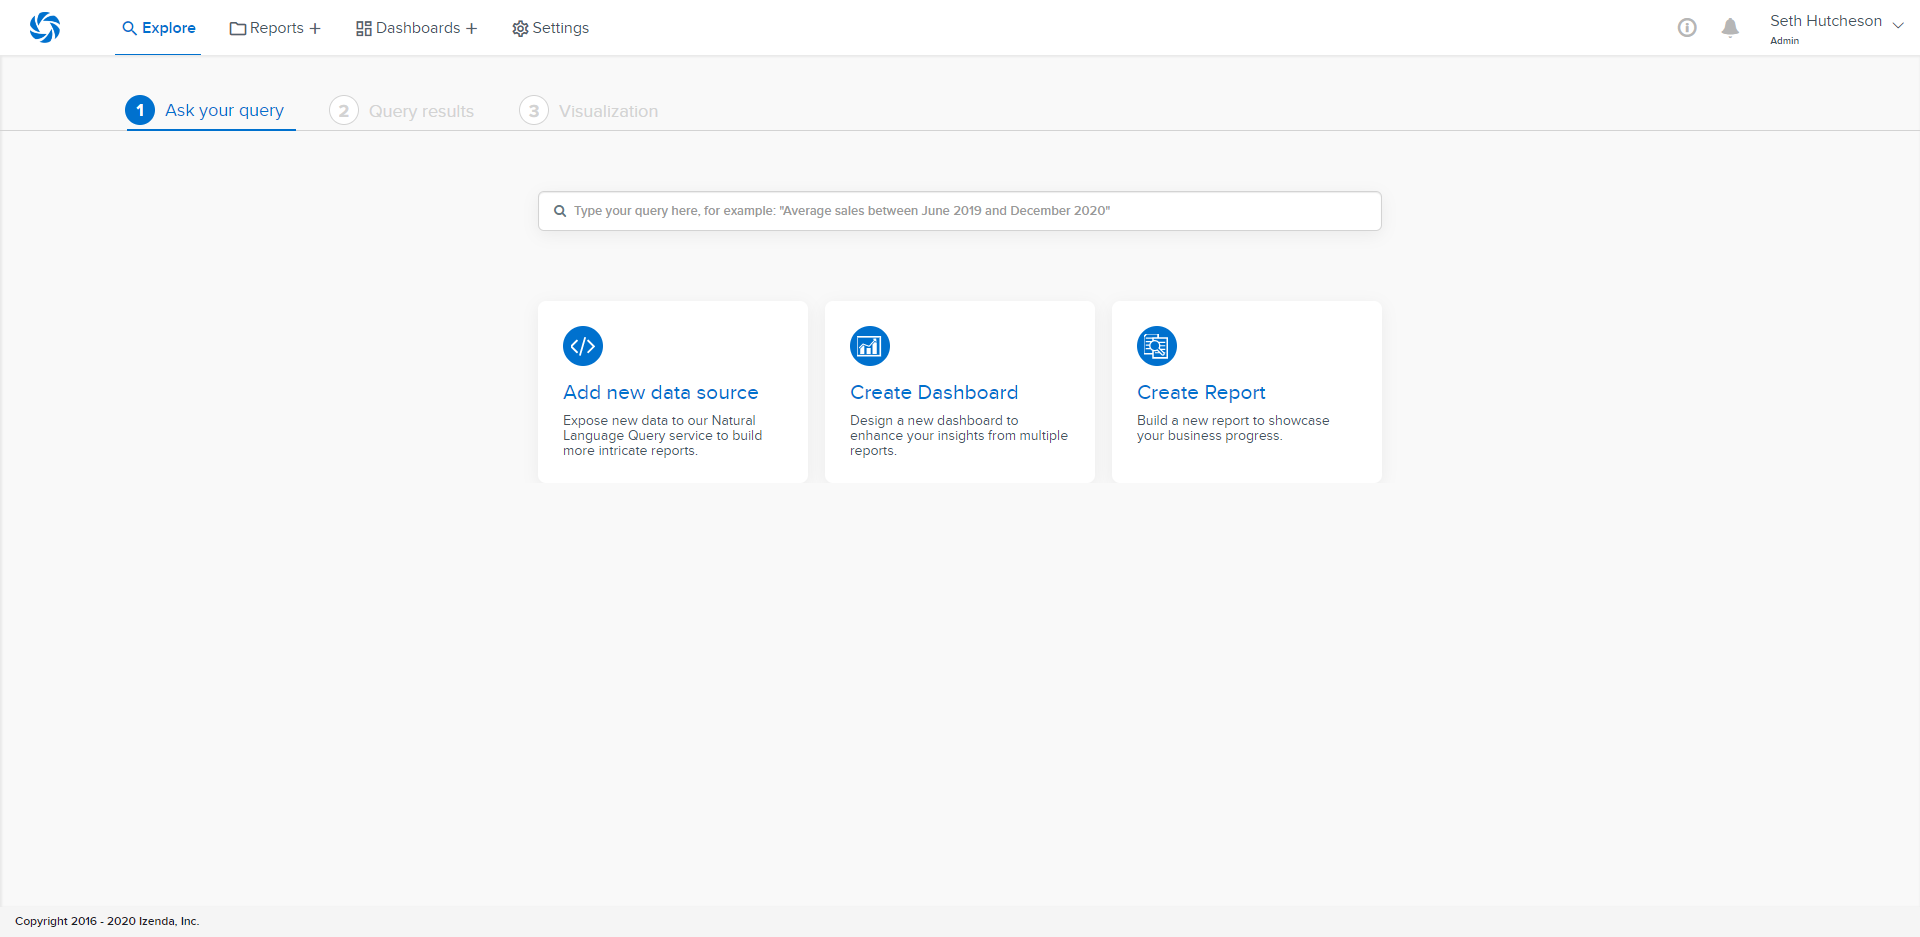 Explore
Reports
Dashboards
Settings
Seth Hutcheson
Admin
1 Ask your query
2 Query results
3 Visualization
Type your query here, for example: "Average sales between June 2019 and December 2020"
Add new data source
Expose new data to our Natural
Language Query service to build
more intricate reports.
Create Dashboard
Design a new dashboard to
enhance your insights from multiple
reports.
Create Report
Build a new report to showcase
your business progress.
Copyright 2016 - 2020 Izenda, Inc.